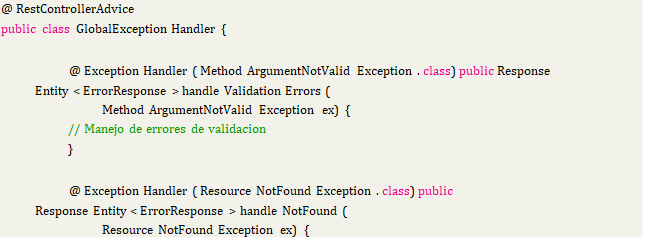 @ RestControllerAdvice
public class GlobalException Handler {
@ Exception Handler ( Method ArgumentNotValid Exception . class) public Response
Entity < ErrorResponse > handle Validation Errors (
Method ArgumentNotValid Exception ex) {
// Manejo de errores de validacion
}
@ Exception Handler ( Resource NotFound Exception . class) public
Response Entity < ErrorResponse > handle NotFound (
Resource NotFound Exception ex) {